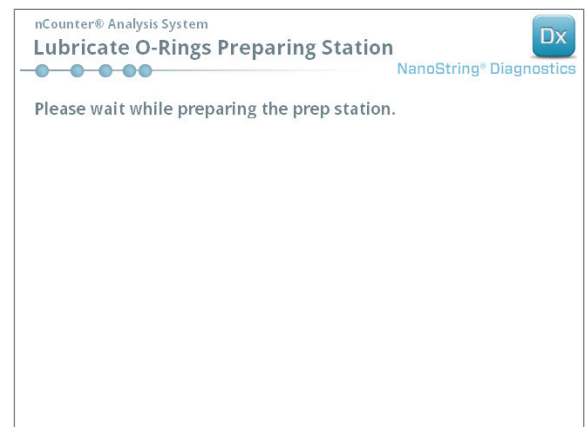 nCounter® Analysis System
Lubricate O-Rings Preparing Station
Dx
NanoString® Diagnostics
Please wait while preparing the prep station.